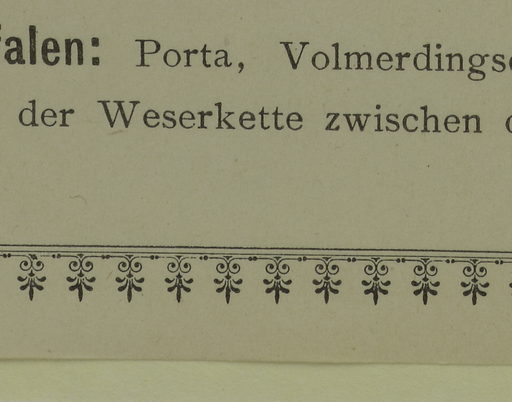 falen: Porta, Volmerdings
der Weserkette zwischen